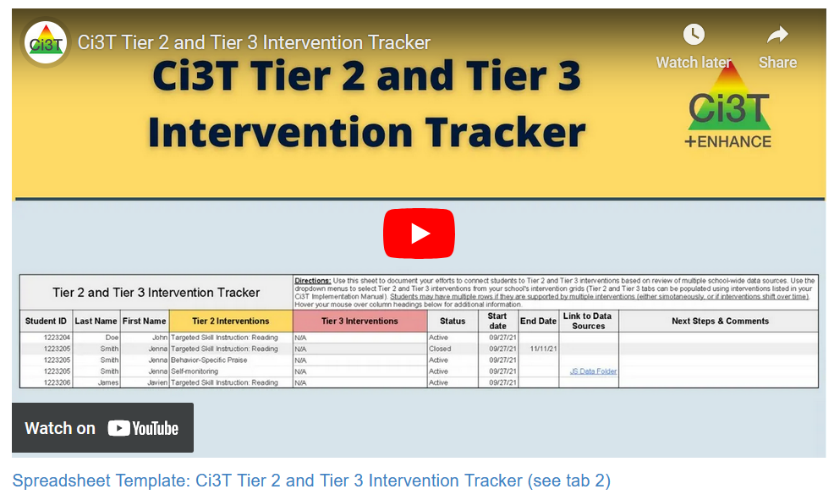 Ci3T Tier 2 and Tier 3 Intervention Tracker
Watch later
Share
Ci3T Tier 2 and Tier 3
Intervention Tracker
Ci3T
Ci3T
+ENHANCE
Tier 2 and Tier 3 Intervention Tracker
Directions: Use this sheet to document your efforts to connect students to Tier 2 and Tier 3 interventions based on review of multiple school-wide data sources. Use the
dropdown menus to select Tier 2 and Tier 3 interventions from your school's intervention grids (Tier 2 and Tier 3 tabs can be populated using interventions listed in your
Ci3T Implementation Manual). Students may have multiple rows if they are supported by multiple interventions (either simotaneously, or if interventions shift over time).
Hover your mouse over column headings below for additional information.
Student ID Last Name First Name Tier 2 Interventions Tier 3 Interventions Status Start date End Date Link to Data Sources Next Steps & Comments
1223204 Doe John Targeted Skill Instruction: Reading N/A Active 09/27/21
1223205 Smith Jenna Targeted Skill Instruction: Reading N/A Closed 09/27/21 11/11/21
1223205 Smith Jenna Behavior-Specific Praise N/A Active 09/27/21
1223205 Smith Jenna Self-monitoring N/A Active 09/27/21 JS Data Folder
1223206 James Javien Targeted Skill Instruction: Reading N/A Active 09/27/21
Watch on YouTube
Spreadsheet Template: Ci3T Tier 2 and Tier 3 Intervention Tracker (see tab 2)